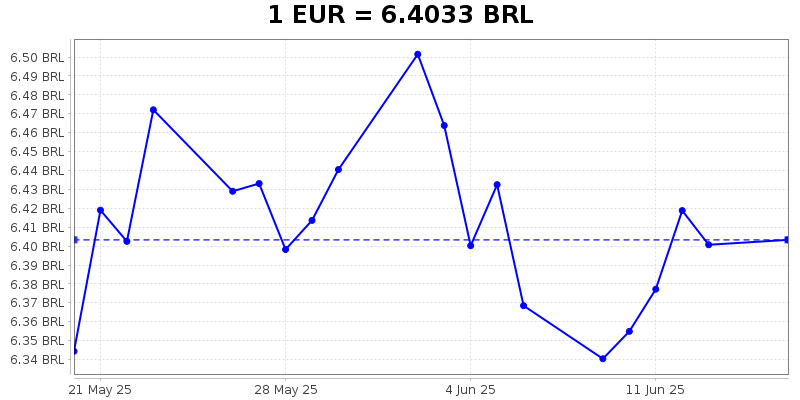 1 EUR = 6.4033 BRL
6.50 BRL
6.49 BRL
6.48 BRL
6.47 BRL
6.46 BRL
6.45 BRL
6.44 BRL
6.43 BRL
6.42 BRL
6.41 BRL
6.40 BRL
6.39 BRL
6.38 BRL
6.37 BRL
6.36 BRL
6.35 BRL
6.34 BRL
21 May 25 28 May 25 4 Jun 25 11 Jun 25